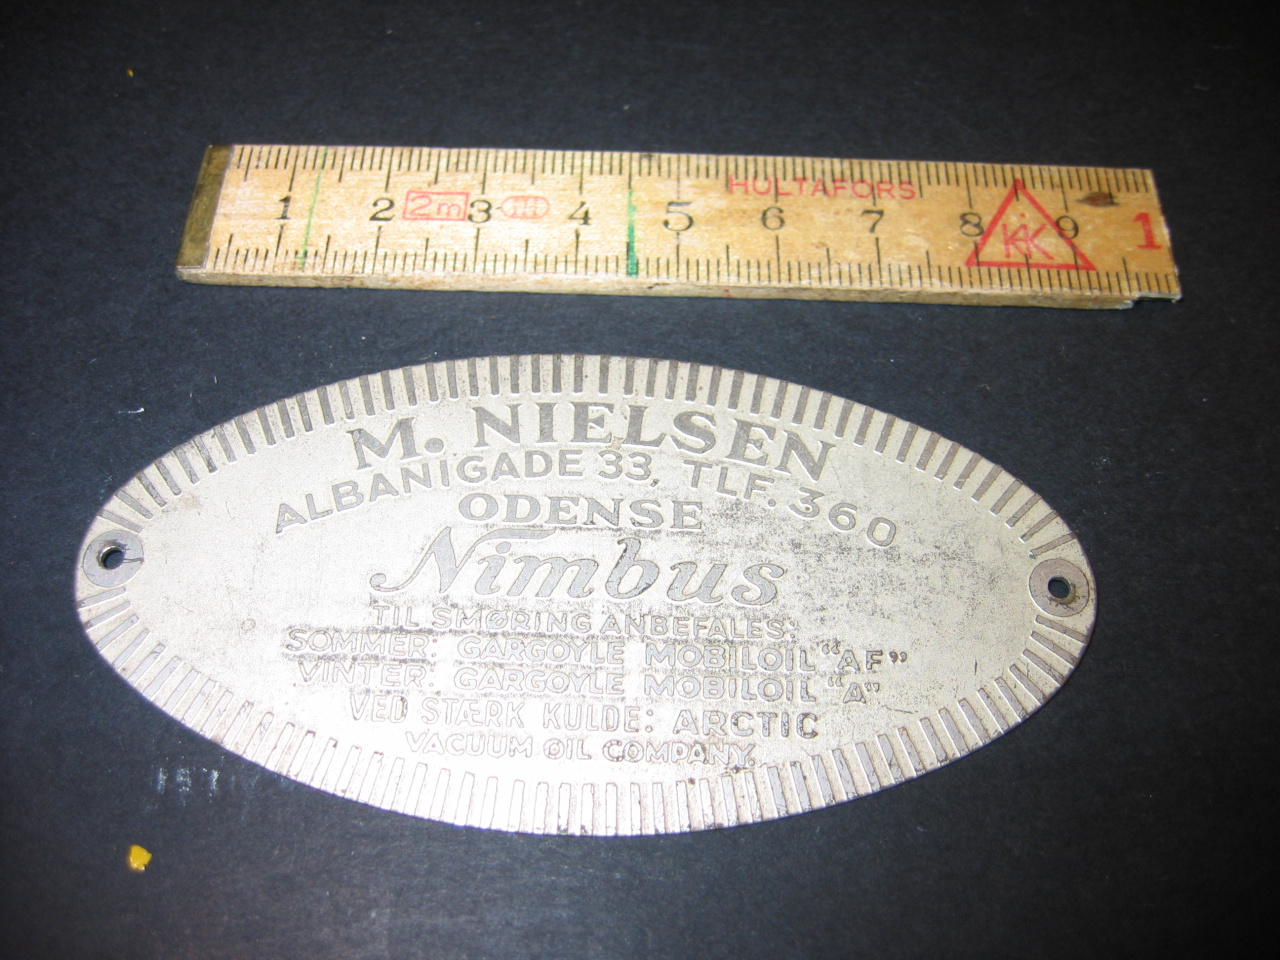 HULTAFORS
1 2 2m 3 4 5 6 7 8 9 1
KK
M. NIELSEN
ALBANIGADE 33, TLF. 360
ODENSE
Nimbus
TIL SMØRING ANBEFALES:
SOMMER: GARGOYLE MOBILOIL “AF”
VINTER: GARGOYLE MOBILOIL “A”
VED STÆRK KULDE: ARCTIC
VACUUM OIL COMPANY.